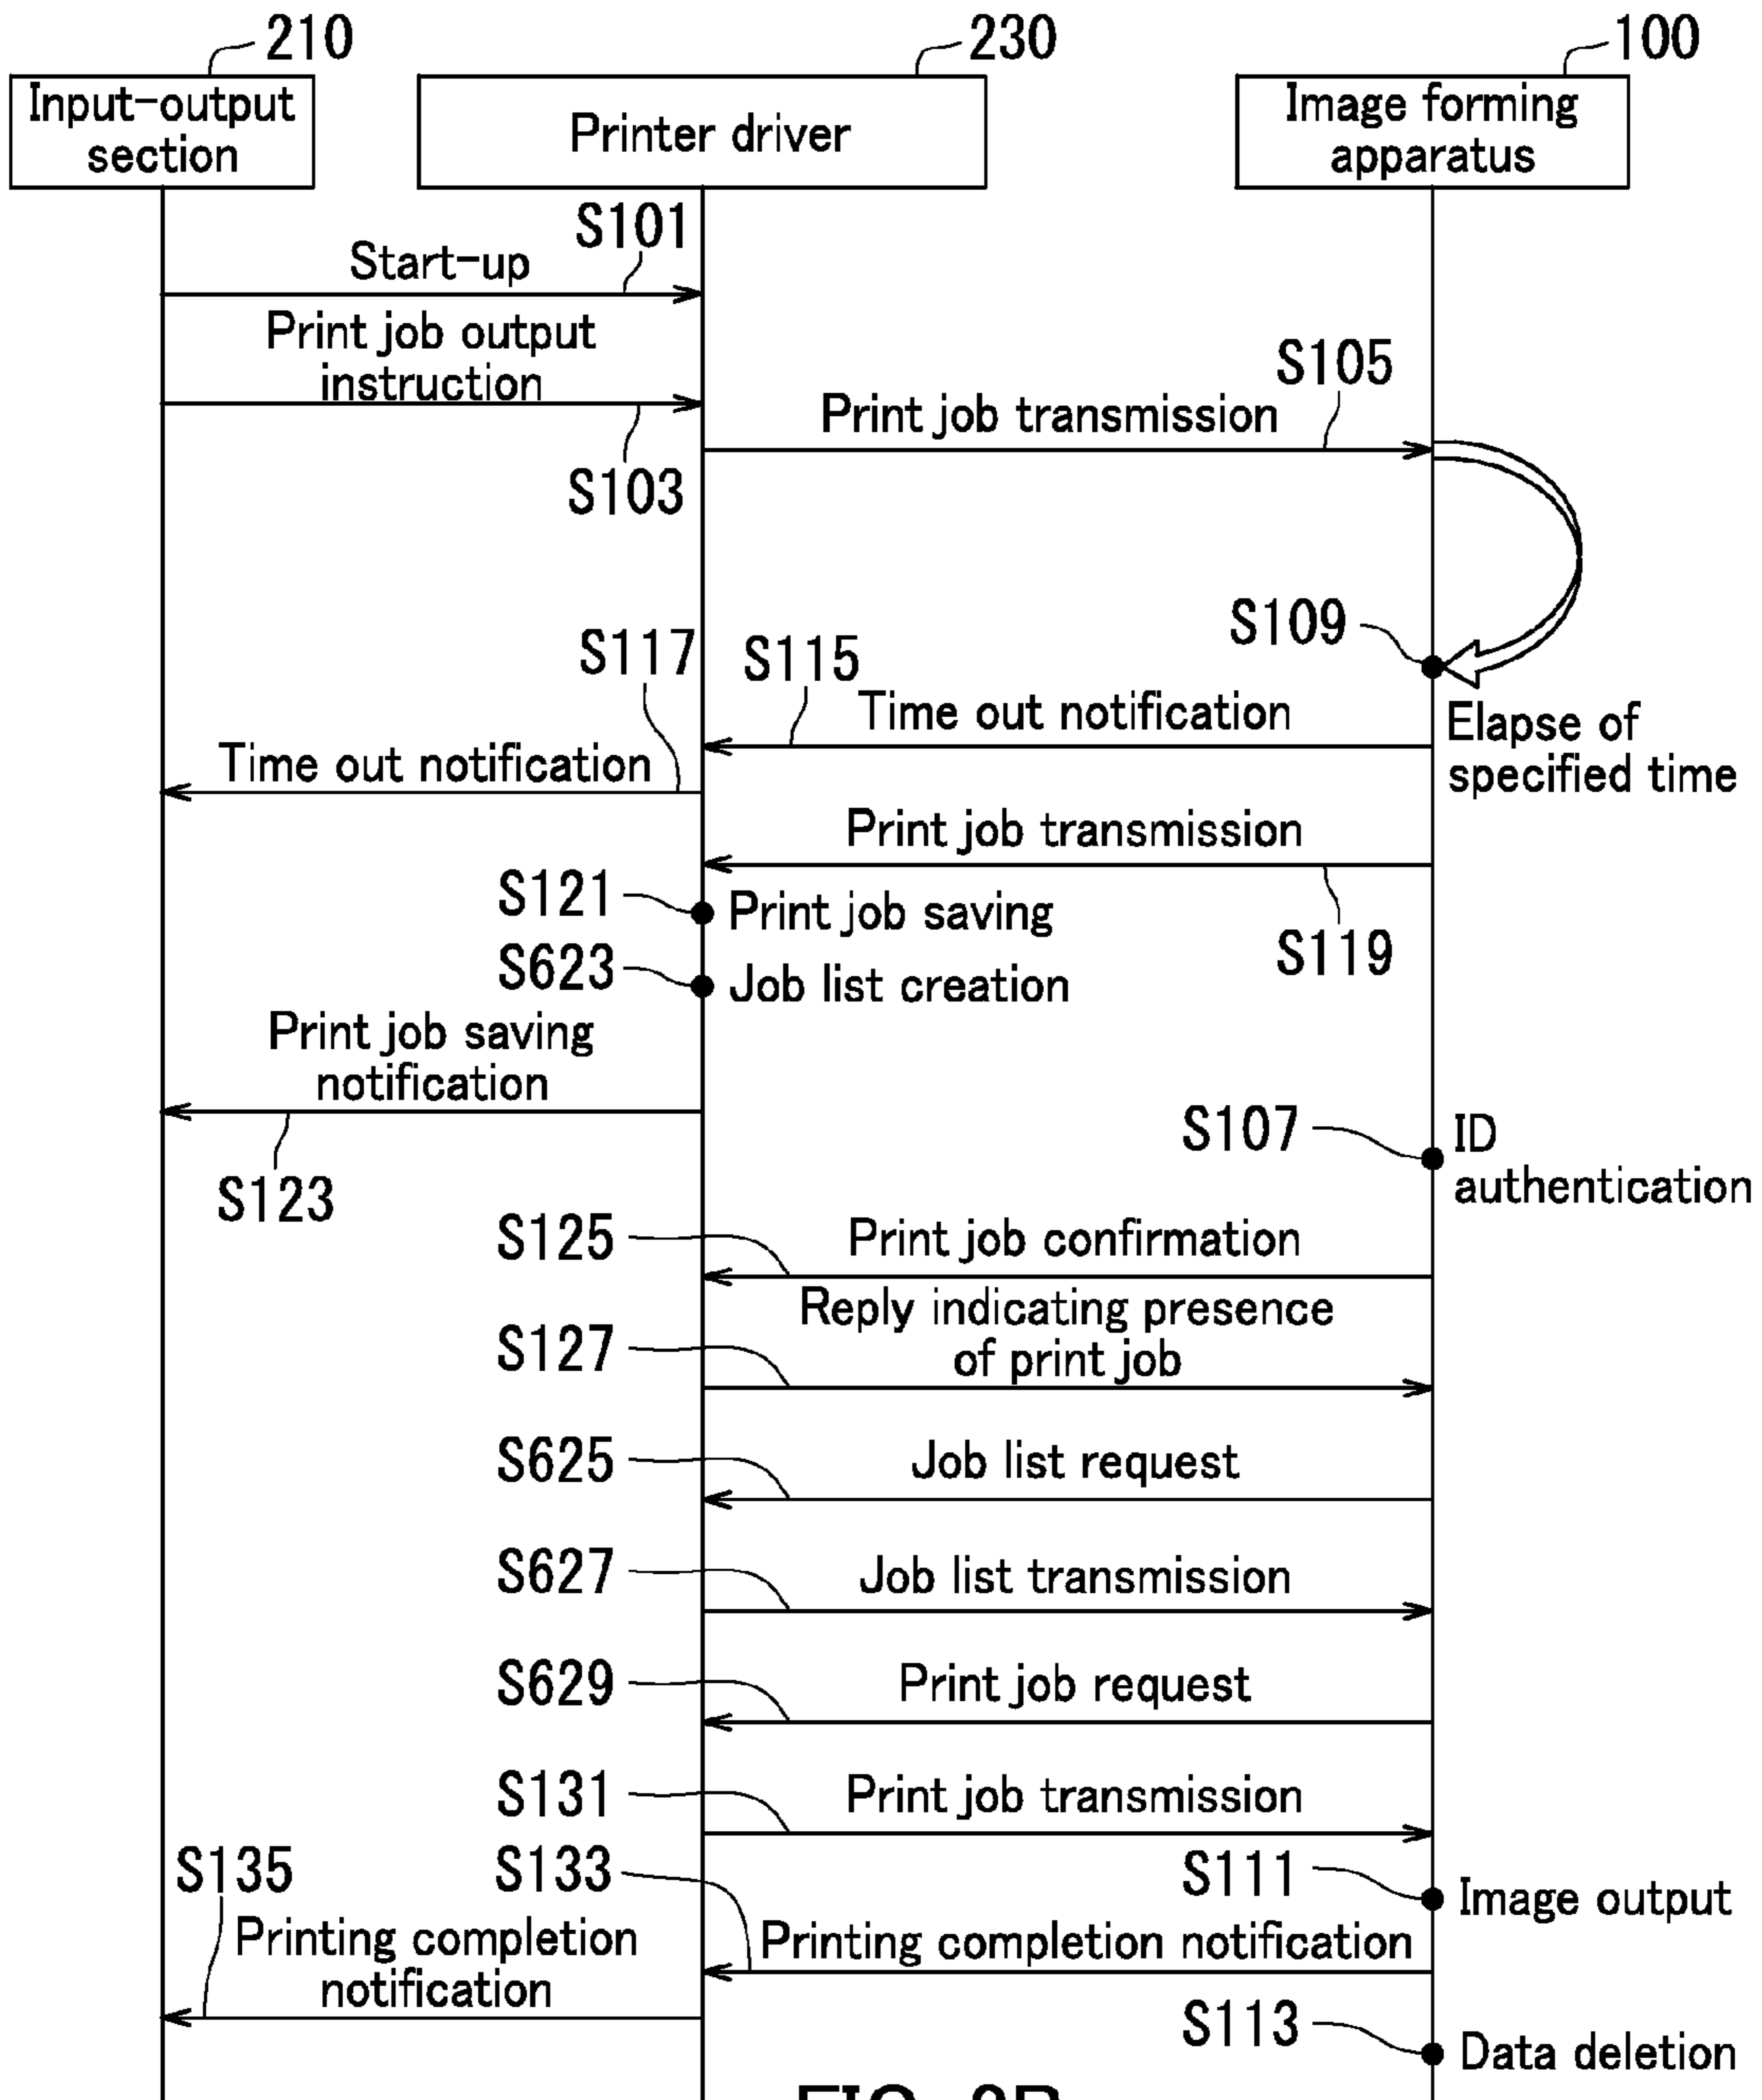 210
230
100
Input-output
section
Printer driver
Image forming
apparatus
S101
Start-up
Print job output
instruction
S103
S105
Print job transmission
S109
Elapse of
specified time
S117
S115
Time out notification
Time out notification
Print job transmission
S119
S121
Print job saving
S623
Job list creation
Print job saving
notification
S123
S107
ID
authentication
S125
Print job confirmation
Reply indicating presence
of print job
S127
S625
Job list request
S627
Job list transmission
S629
Print job request
S131
Print job transmission
S135
S133
S111
Image output
Printing completion
notification
Printing completion notification
S113
Data deletion